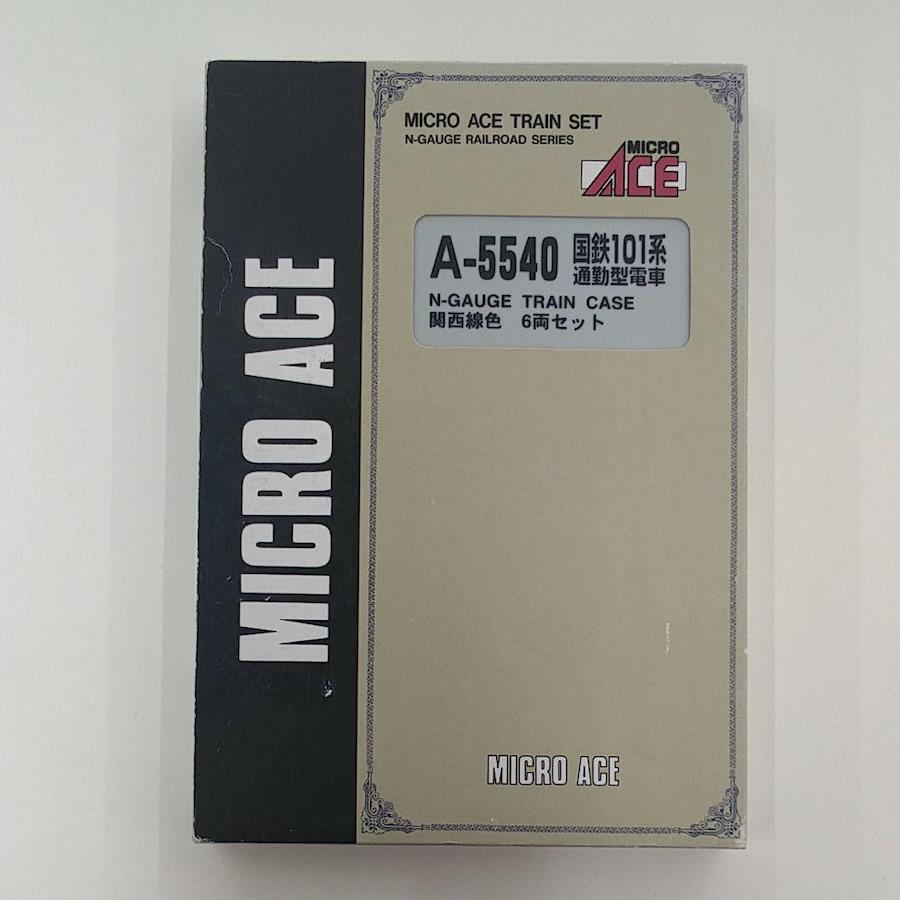 MICRO ACE
MICRO ACE TRAIN SET
N-GAUGE RAILROAD SERIES
MICRO
ACE
A-5540 国鉄101系
通勤型電車
N-GAUGE TRAIN CASE
関西線色 6両セット
MICRO ACE